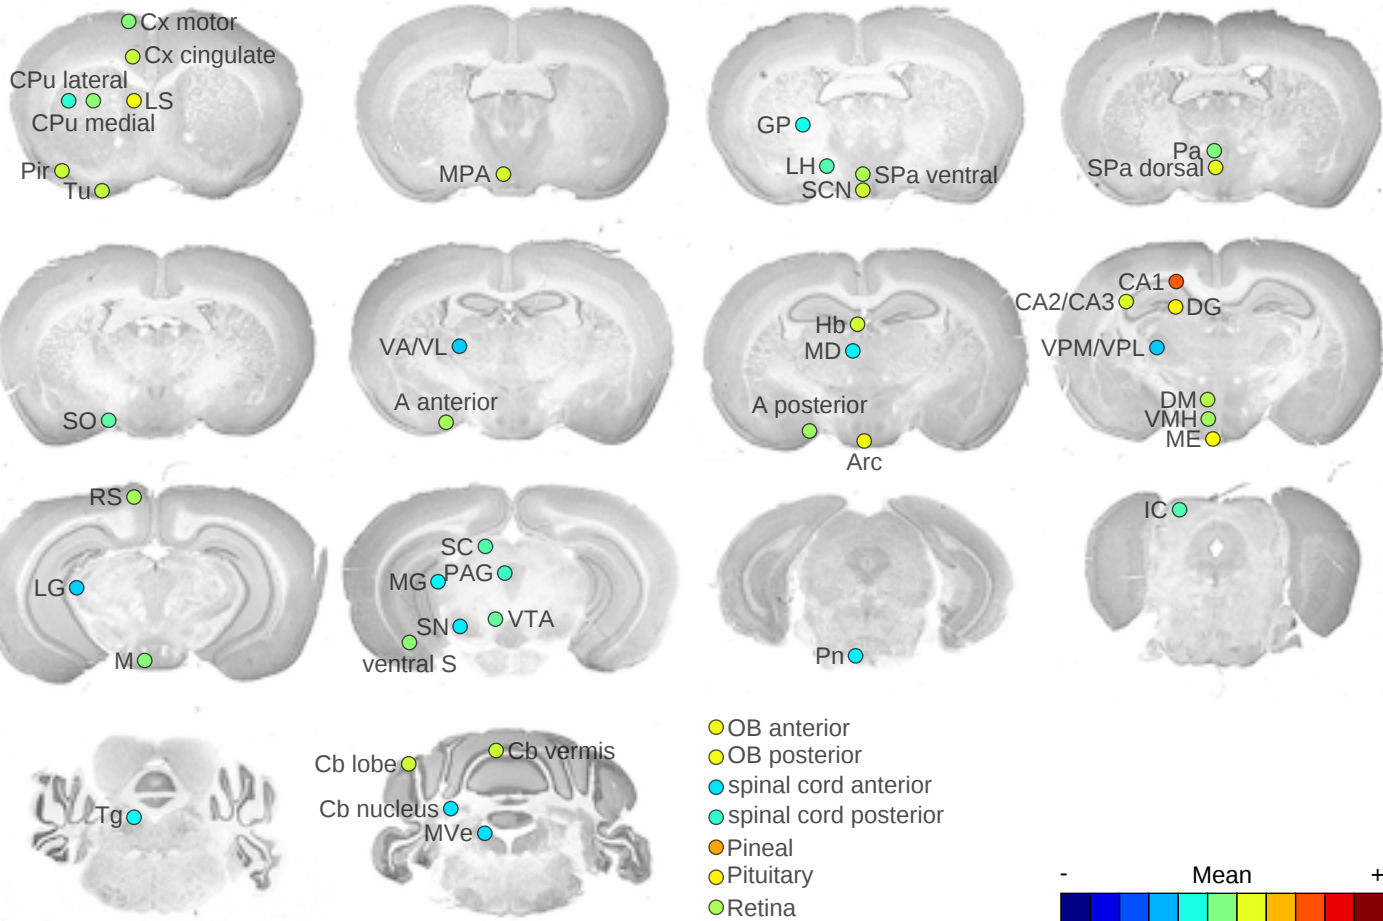 Cx motor
Cx cingulate
CPu lateral
LS
CPu medial
Pir
Tu
MPA
GP
LH
SPa ventral
SCN
Pa
SPa dorsal
SO
VA/VL
A anterior
Hb
MD
A posterior
Arc
CA1
CA2/CA3
DG
VPM/VPL
DM
VMH
ME
RS
LG
M
SC
PAG
MG
VTA
SN
ventral S
Pn
IC
Tg
Cb lobe
Cb vermis
Cb nucleus
MVe
OB anterior
OB posterior
spinal cord anterior
spinal cord posterior
Pineal
Pituitary
Retina
- Mean +